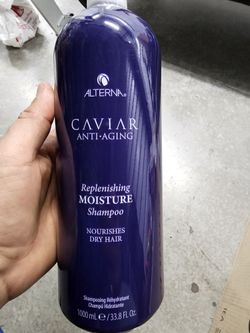 ALTERNA®
CAVIAR
ANTI·AGING
Replenishing
MOISTURE
Shampoo
NOURISHES
DRY HAIR
Shampooing Réhydratant
Champú Hidratante
1000 mL e / 33.8 fl. Oz.